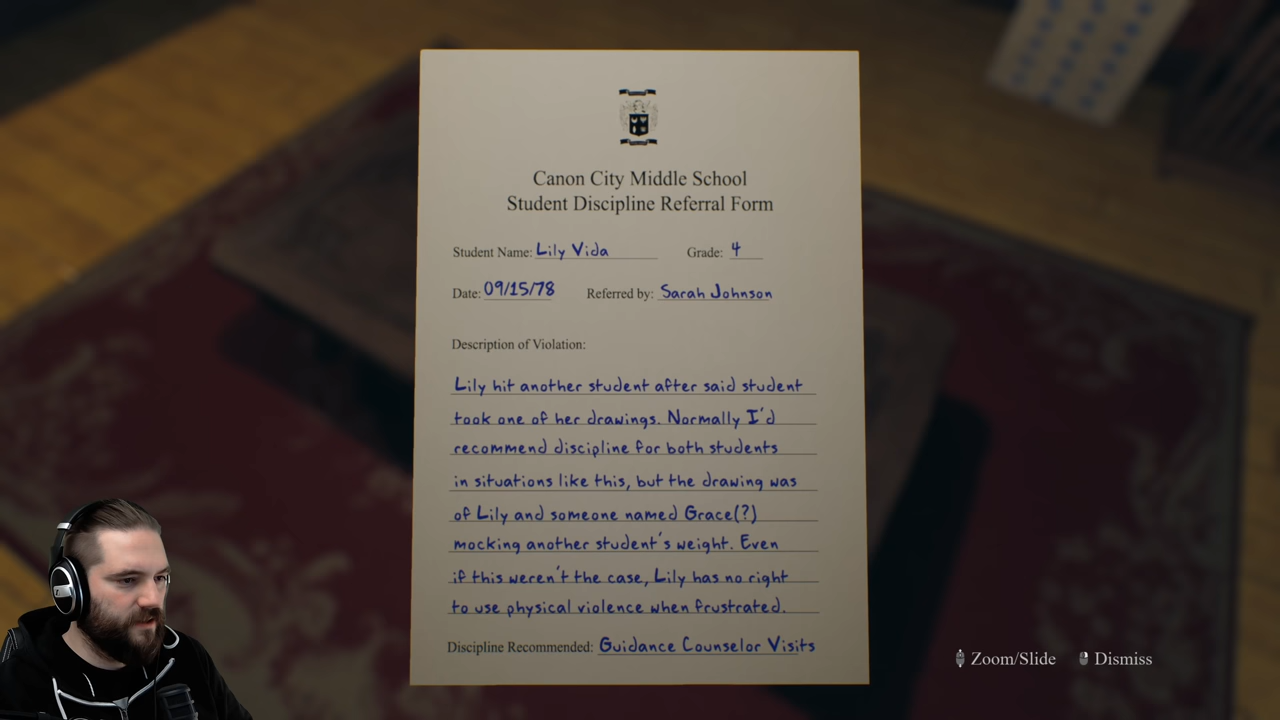 Canon City Middle School
Student Discipline Referral Form
Student Name: Lily Vida Grade: 4
Date: 09/15/78 Referred by: Sarah Johnson
Description of Violation:
Lily hit another student after said student
took one of her drawings. Normally I'd
recommend discipline for both students
in situations like this, but the drawing was
of Lily and someone named Grace(?)
mocking another student's weight. Even
if this weren't the case, Lily has no right
to use physical violence when frustrated.
Discipline Recommended: Guidance Counselor Visits
Zoom/Slide Dismiss